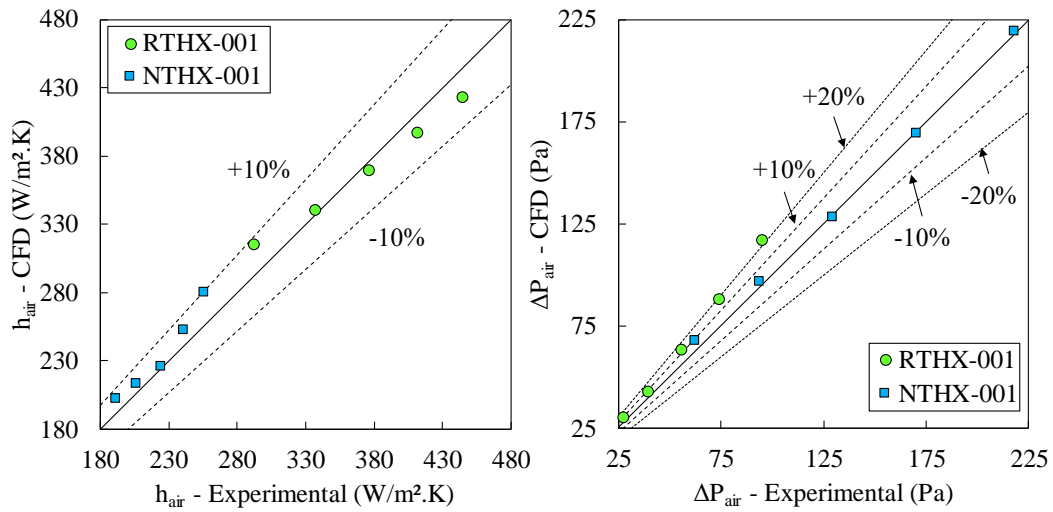 480
430
380
330
280
230
180
h_air - CFD (W/m².K)
RTHX-001
NTHX-001
+10%
-10%
180 230 280 330 380 430 480
h_air - Experimental (W/m².K)
225
175
125
75
25
ΔP_air - CFD (Pa)
+20%
+10%
-10%
-20%
RTHX-001
NTHX-001
25 75 125 175 225
ΔP_air - Experimental (Pa)